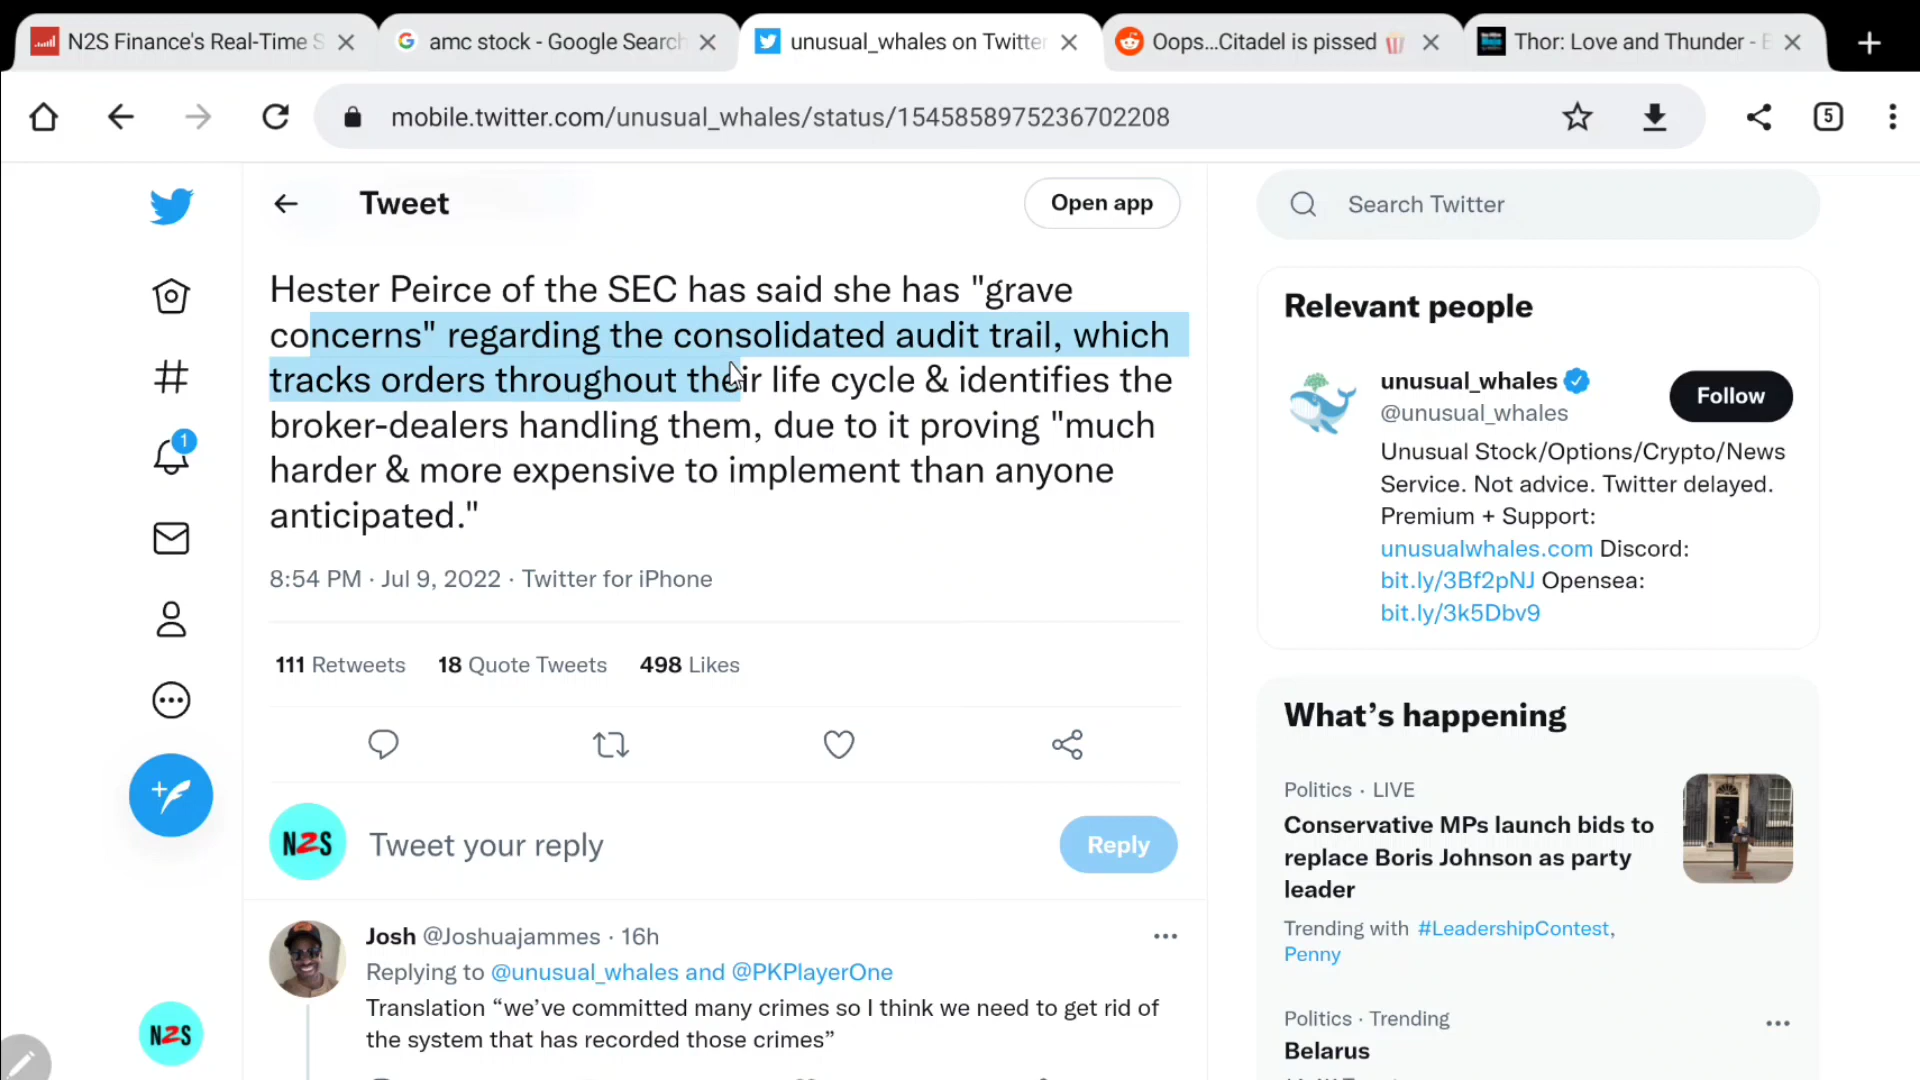 N2S Finance's Real-Time S
amc stock - Google Search
unusual_whales on Twitter
Oops...Citadel is pissed 🍿
Thor: Love and Thunder - B
mobile.twitter.com/unusual_whales/status/1545858975236702208
5
Tweet
Open app
Search Twitter
Hester Peirce of the SEC has said she has "grave
concerns" regarding the consolidated audit trail, which
tracks orders throughout their life cycle & identifies the
broker-dealers handling them, due to it proving "much
harder & more expensive to implement than anyone
anticipated."
8:54 PM · Jul 9, 2022 · Twitter for iPhone
111 Retweets 18 Quote Tweets 498 Likes
N2S
Tweet your reply
Reply
Josh @Joshuajammes · 16h
Replying to @unusual_whales and @PKPlayerOne
Translation “we’ve committed many crimes so I think we need to get rid of
the system that has recorded those crimes”
1
N2S
Relevant people
unusual_whales
@unusual_whales
Follow
Unusual Stock/Options/Crypto/News
Service. Not advice. Twitter delayed.
Premium + Support:
unusualwhales.com Discord:
bit.ly/3Bf2pNJ Opensea:
bit.ly/3k5Dbv9
What’s happening
Politics · LIVE
Conservative MPs launch bids to
replace Boris Johnson as party
leader
Trending with #LeadershipContest,
Penny
Politics · Trending
Belarus